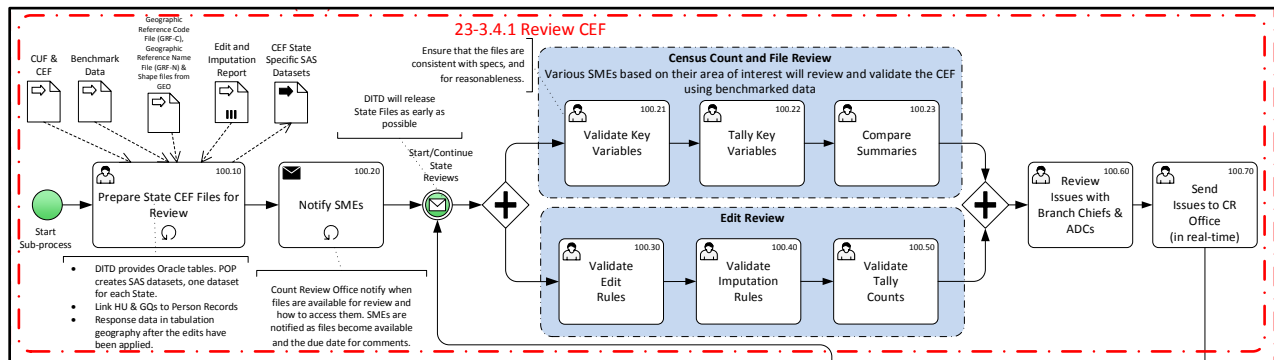 23-3.4.1 Review CEF
CUF &
CEF
Benchmark
Data
Geographic
Reference Code
File (GRF-C),
Geographic
Reference Name
File (GRF-N) &
Shape files from
GEO
Edit and
Imputation
Report
CEF State
Specific SAS
Datasets
Ensure that the files are
consistent with specs, and
for reasonableness.
DITD will release
State Files as early as
possible
Start/Continue
State
Reviews
Start
Sub-process
100.10
Prepare State CEF Files for
Review
100.20
Notify SMEs
• DITD provides Oracle tables. POP
creates SAS datasets, one dataset
for each State.
• Link HU & GQs to Person Records
• Response data in tabulation
geography after the edits have
been applied.
Count Review Office notify when
files are available for review and
how to access them. SMEs are
notified as files become available
and the due date for comments.
Census Count and File Review
Various SMEs based on their area of interest will review and validate the CEF
using benchmarked data
100.21
Validate Key
Variables
100.22
Tally Key
Variables
100.23
Compare
Summaries
Edit Review
100.30
Validate
Edit
Rules
100.40
Validate
Imputation
Rules
100.50
Validate
Tally
Counts
100.60
Review
Issues with
Branch Chiefs &
ADCs
100.70
Send
Issues to CR
Office
(in real-time)